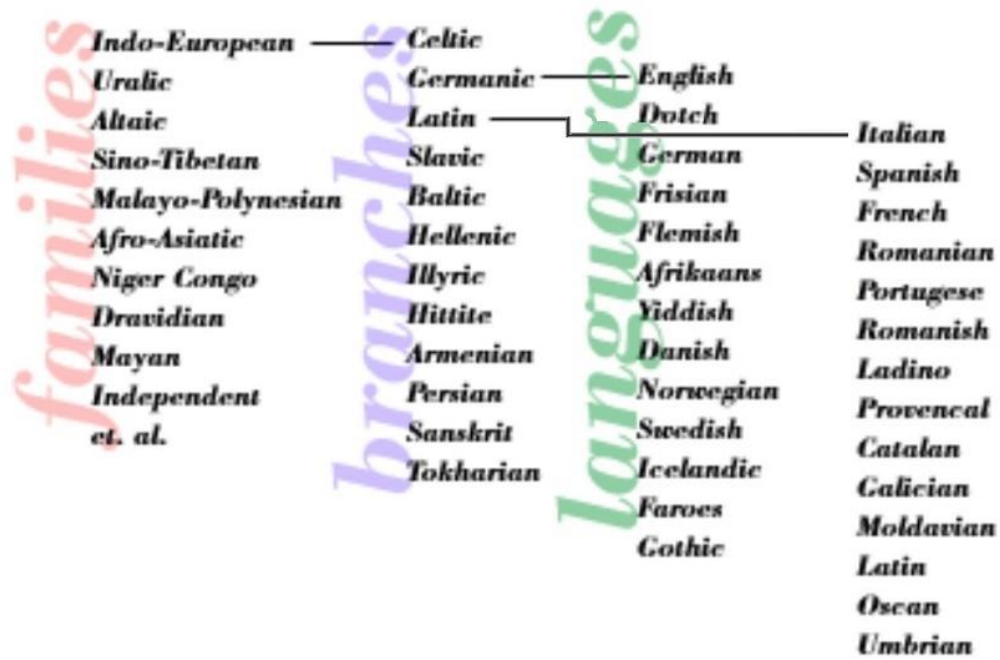 families
Indo-European
Uralic
Altaic
Sino-Tibetan
Malayo-Polynesian
Afro-Asiatic
Niger Congo
Dravidian
Mayan
Independent
et. al.
branches
Celtic
Germanic
Latin
Slavic
Baltic
Hellenic
Illyric
Hittite
Armenian
Persian
Sanskrit
Tokharian
languages
English
Dotch
German
Frisian
Flemish
Afrikaans
Yiddish
Danish
Norwegian
Swedish
Icelandic
Faroes
Gothic
Italian
Spanish
French
Romanian
Portugese
Romanish
Ladino
Provencal
Catalan
Galician
Moldavian
Latin
Oscan
Umbrian